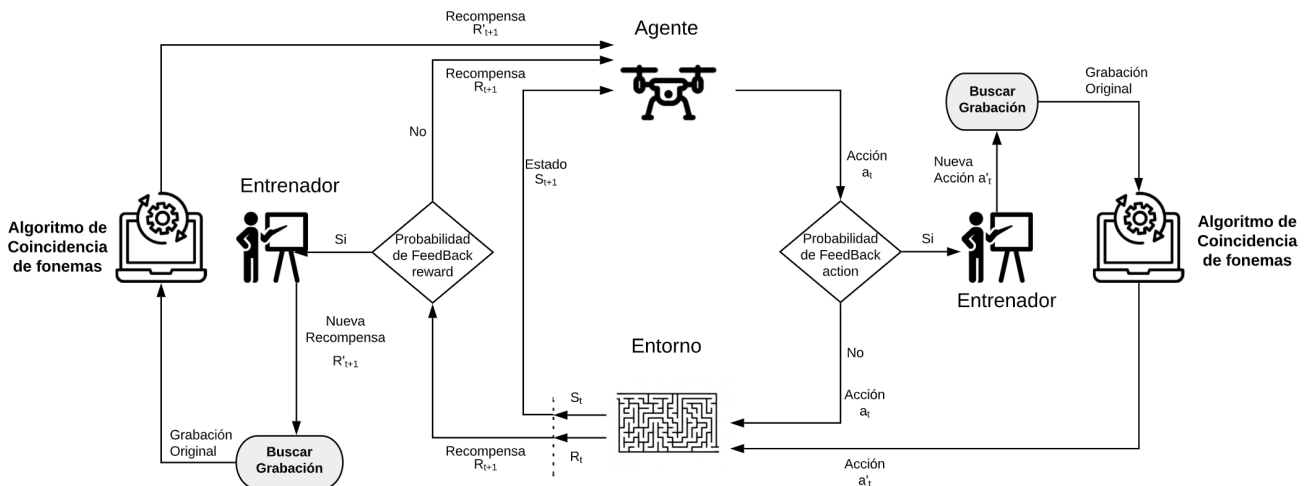 Recompensa
R't+1
Agente
Recompensa
Rt+1
No
Estado
St+1
Acción
at
Buscar
Grabación
Grabación
Original
Nueva
Acción a't
Entrenador
Algoritmo de
Coincidencia
de fonemas
Si
Probabilidad
de FeedBack
reward
Probabilidad
de FeedBack
action
Si
Entrenador
Algoritmo de
Coincidencia
de fonemas
Nueva
Recompensa
R't+1
Entorno
No
Acción
at
St
Rt
Recompensa
Rt+1
Grabación
Original
Buscar
Grabación
Acción
a't